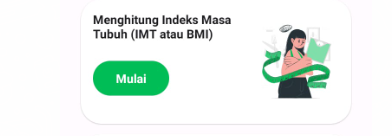 Menghitung Indeks Masa
Tubuh (IMT atau BMI)
Mulai